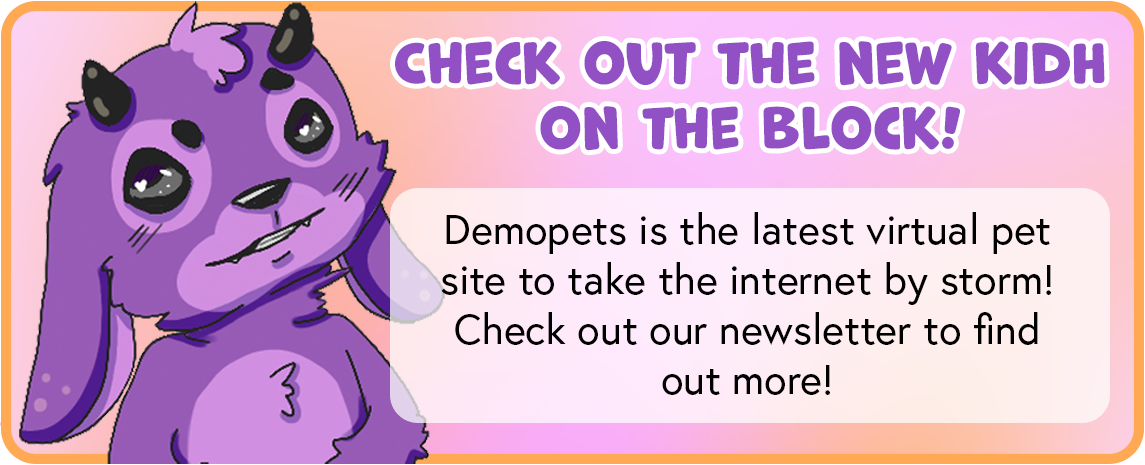 CHECK OUT THE NEW KIDH
ON THE BLOCK!
Demopets is the latest virtual pet
site to take the internet by storm!
Check out our newsletter to find
out more!